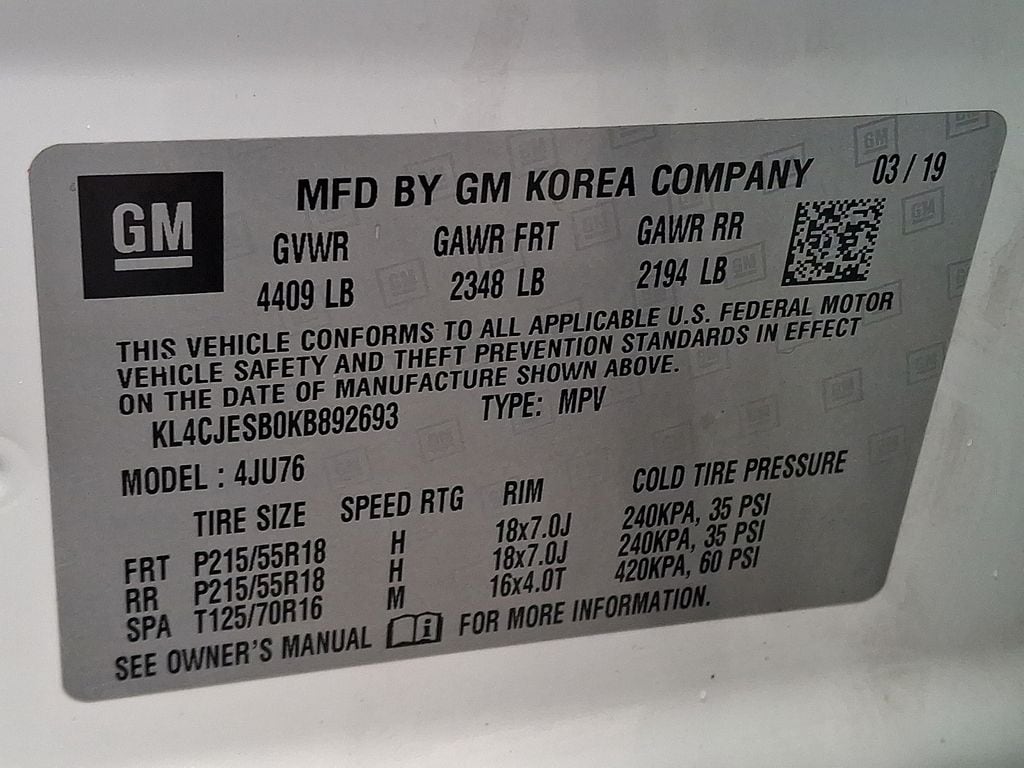 GM
MFD BY GM KOREA COMPANY 03 / 19
GVWR GAWR FRT GAWR RR
4409 LB 2348 LB 2194 LB
THIS VEHICLE CONFORMS TO ALL APPLICABLE U.S. FEDERAL MOTOR
VEHICLE SAFETY AND THEFT PREVENTION STANDARDS IN EFFECT
ON THE DATE OF MANUFACTURE SHOWN ABOVE.
KL4CJESB0KB892693 TYPE: MPV
MODEL : 4JU76
TIRE SIZE SPEED RTG RIM COLD TIRE PRESSURE
FRT P215/55R18 H 18x7.0J 240KPA, 35 PSI
RR P215/55R18 H 18x7.0J 240KPA, 35 PSI
SPA T125/70R16 M 16x4.0T 420KPA, 60 PSI
SEE OWNER'S MANUAL i FOR MORE INFORMATION.